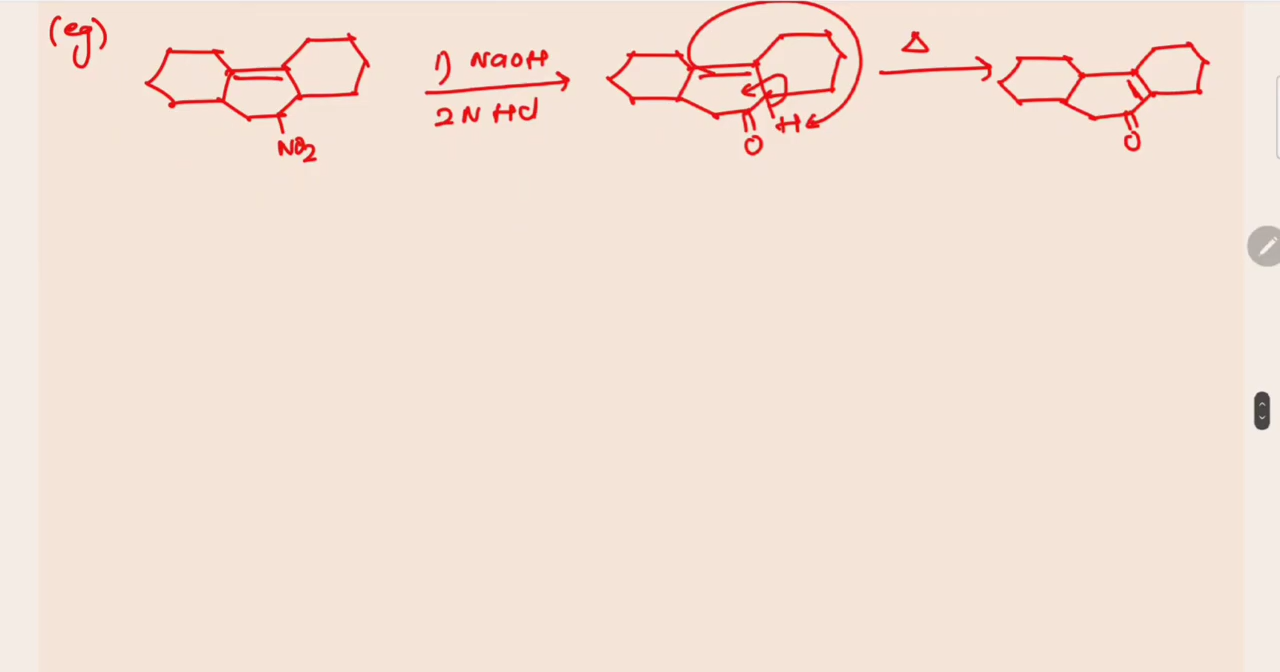 (eg)
1) NaOH
2N HCl
Δ
NO2
O
H
O